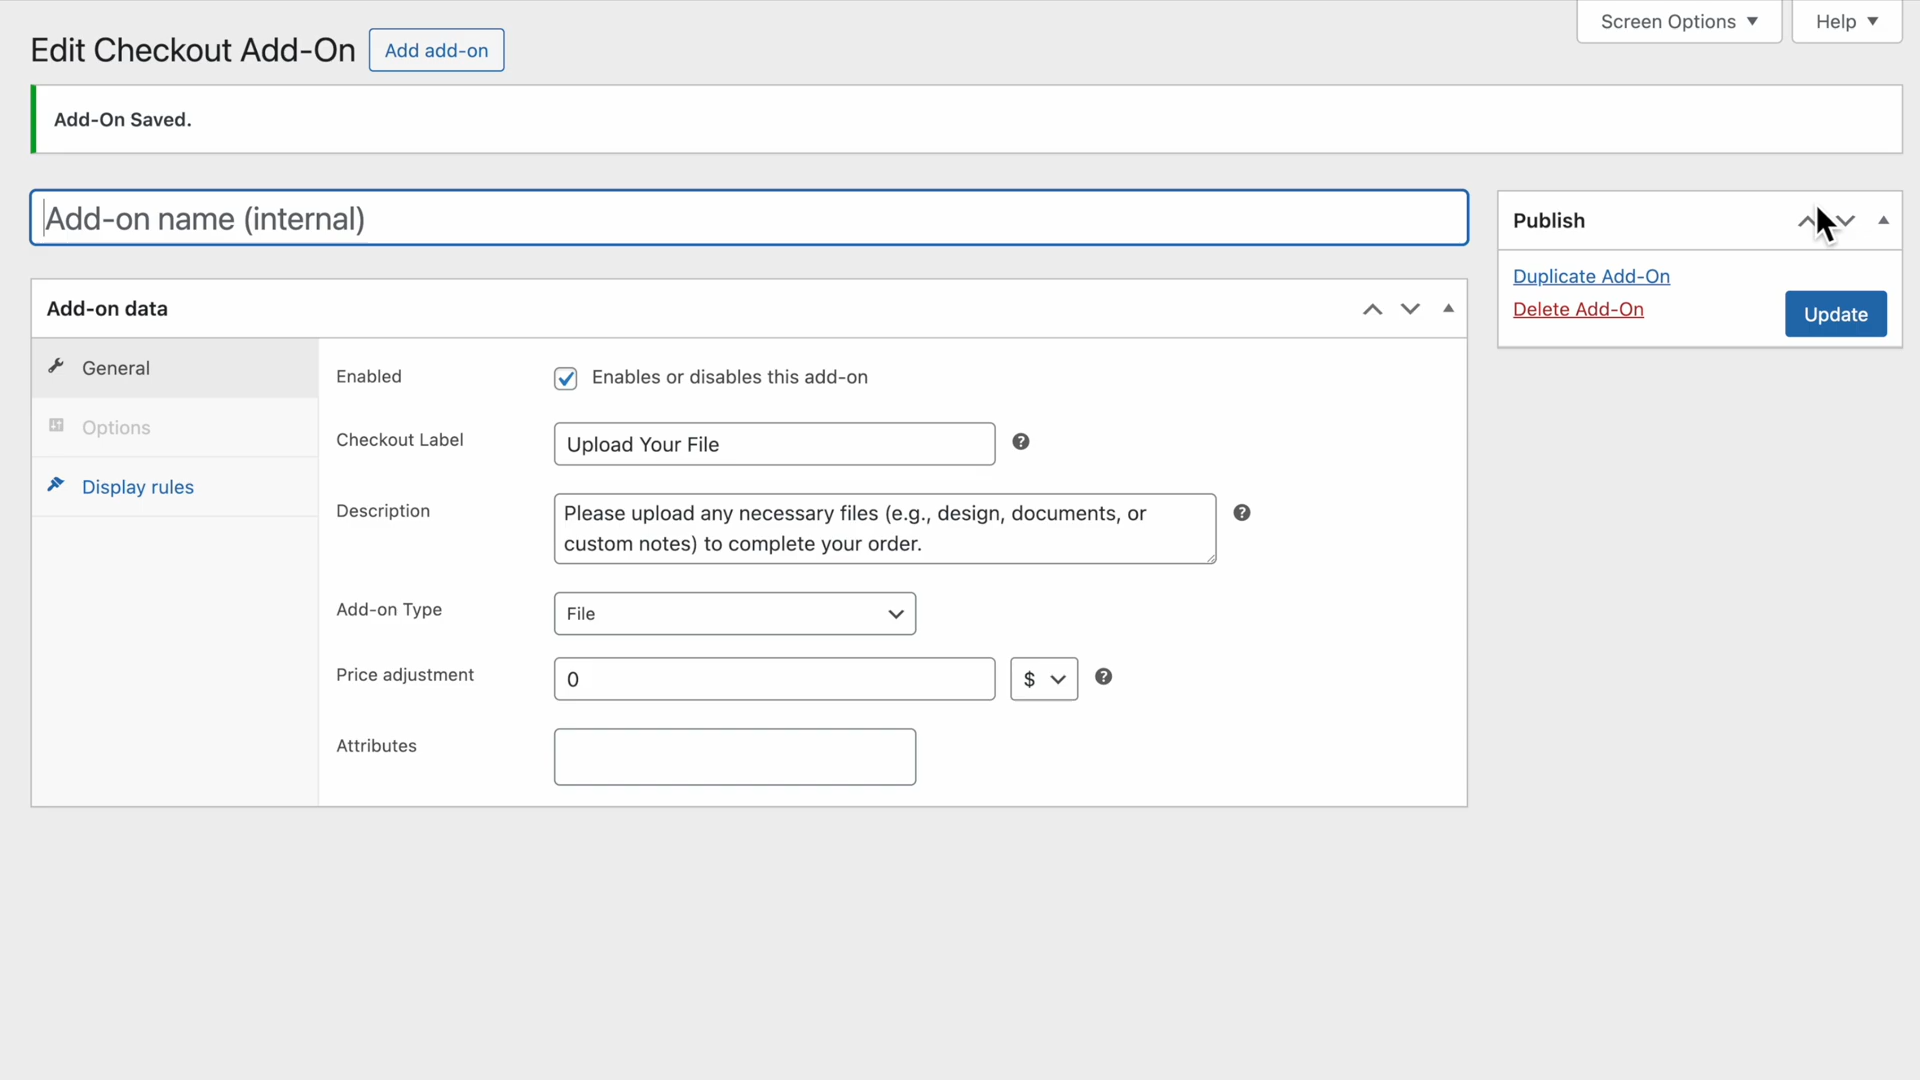 Screen Options
Help
Edit Checkout Add-On
Add add-on
Add-On Saved.
Add-on name (internal)
Publish
Duplicate Add-On
Delete Add-On
Update
Add-on data
General
Options
Display rules
Enabled
Enables or disables this add-on
Checkout Label
Upload Your File
Description
Please upload any necessary files (e.g., design, documents, or
custom notes) to complete your order.
Add-on Type
File
Price adjustment
0
$
Attributes